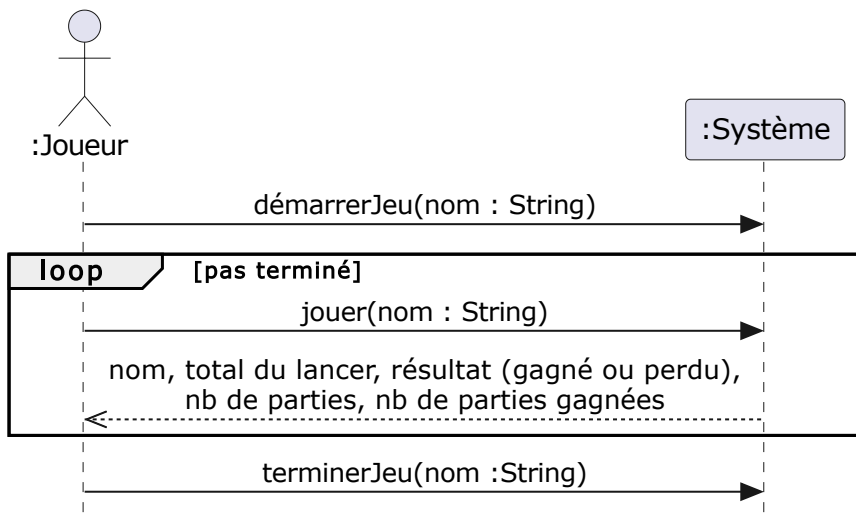 :Joueur
:Système
démarrerJeu(nom : String)
loop [pas terminé]
jouer(nom : String)
nom, total du lancer, résultat (gagné ou perdu),
nb de parties, nb de parties gagnées
terminerJeu(nom :String)